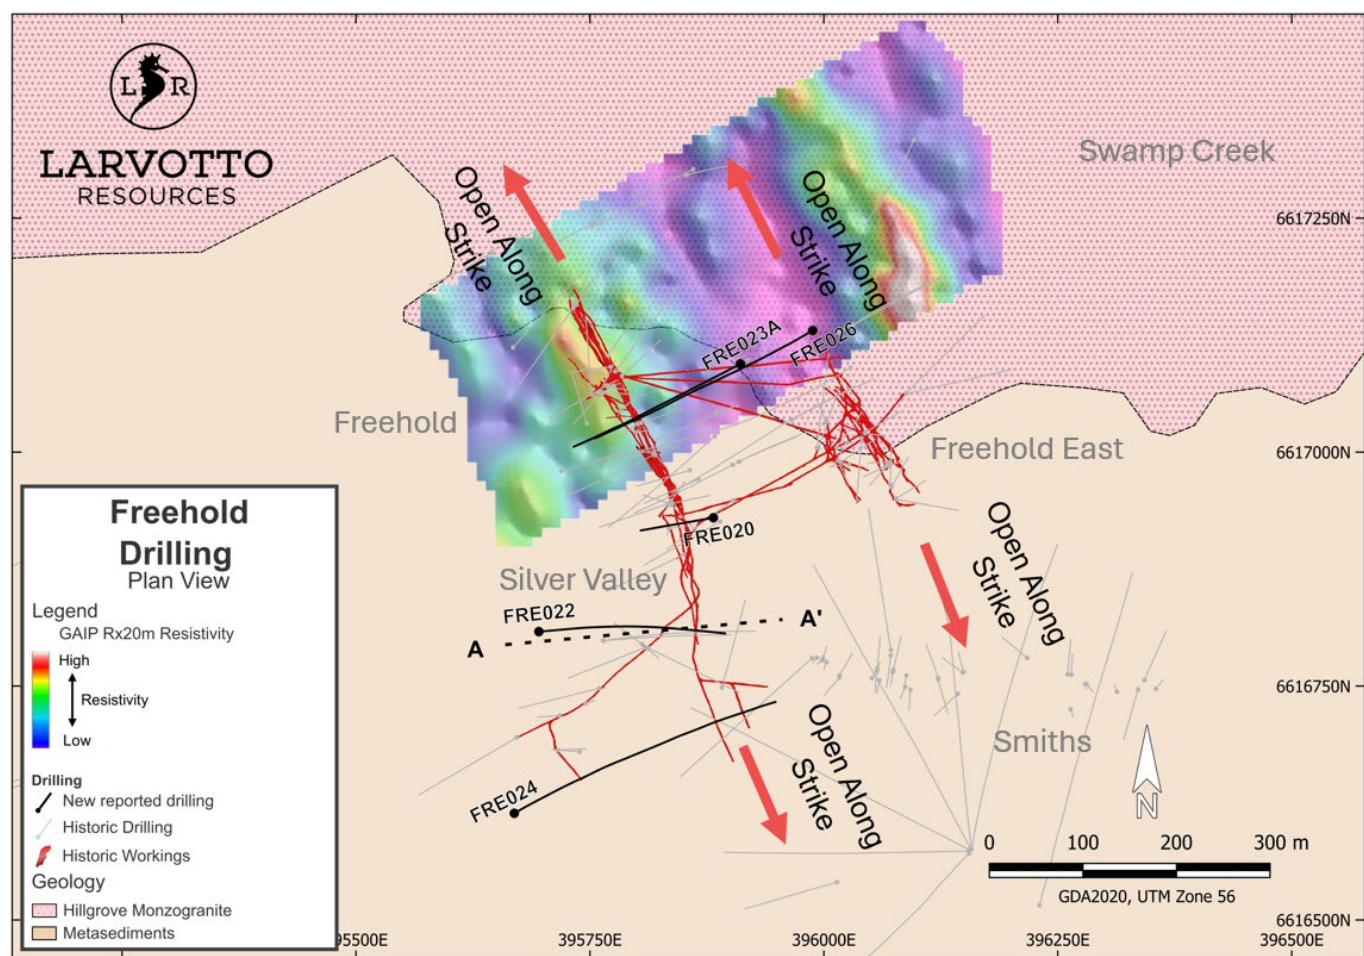 L R
LARVOTTO
RESOURCES
Swamp Creek
Open Along
Strike
Open Along
Strike
6617250N
FRE023A
FRE026
Freehold
Freehold East
6617000N
FRE020
Open Along
Strike
Silver Valley
FRE022
A
A'
6616750N
Open Along
Strike
Smiths
FRE024
N
0 100 200 300 m
GDA2020, UTM Zone 56
6616500N
395500E
395750E
396000E
396250E
396500E
Freehold
Drilling
Plan View
Legend
GAIP Rx20m Resistivity
High
Resistivity
Low
Drilling
New reported drilling
Historic Drilling
Historic Workings
Geology
Hillgrove Monzogranite
Metasediments